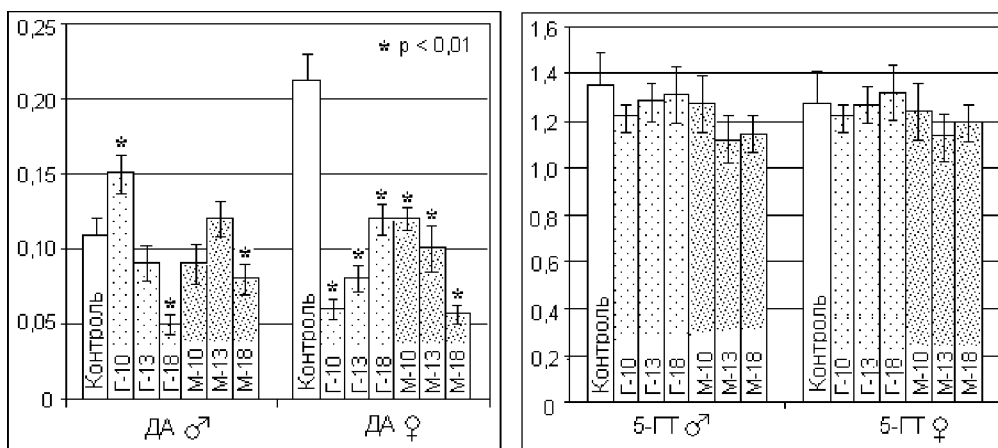 0,25
0,20
0,15
0,10
0,05
0
* p < 0,01
*
*
*
*
*
*
*
*
*
Контроль
Г-10
Г-13
Г-18
М-10
М-13
М-18
Контроль
Г-10
Г-13
Г-18
М-10
М-13
М-18
ДА ♂
ДА ♀
1,6
1,4
1,2
1,0
0,8
0,6
0,4
0,2
0
Контроль
Г-10
Г-13
Г-18
М-10
М-13
М-18
Контроль
Г-10
Г-13
Г-18
М-10
М-13
М-18
5-ГТ ♂
5-ГТ ♀